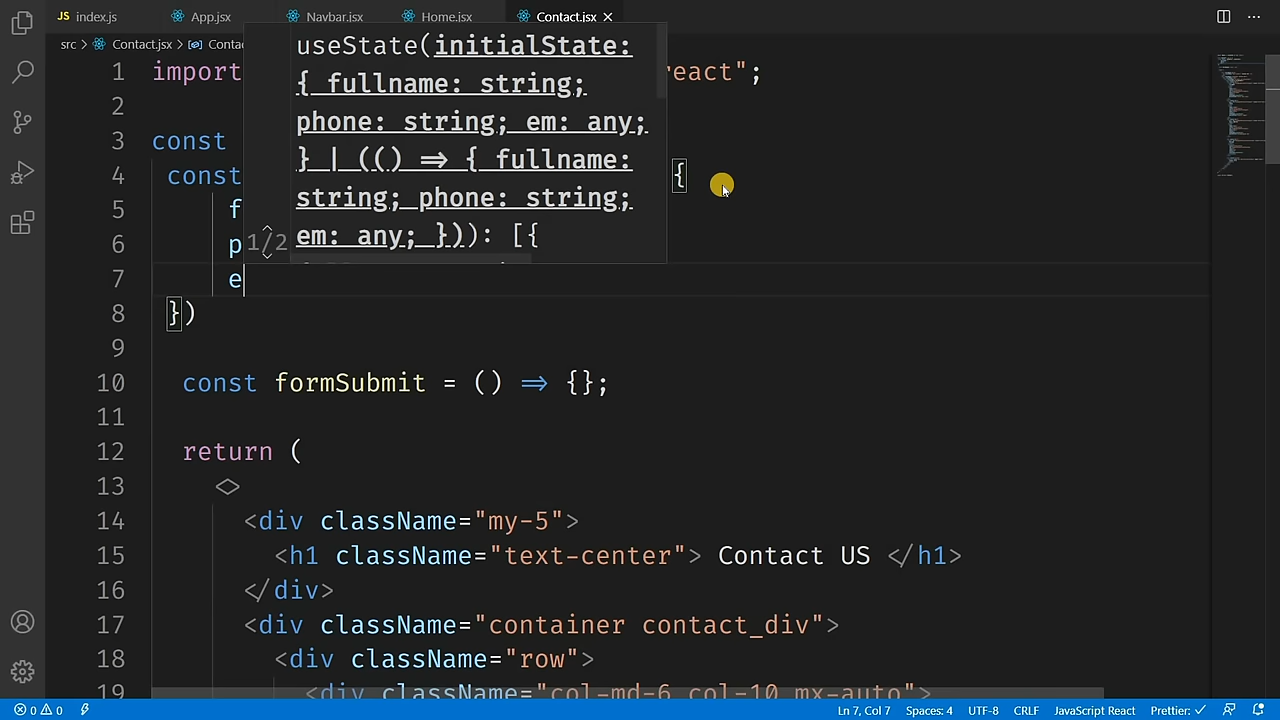 index.js App.jsx Navbar.jsx Home.jsx Contact.jsx
src > Contact.jsx > Contac
useState(initialState:
{ fullname: string;
phone: string; em: any;
} | (() => { fullname:
string; phone: string;
em: any; })): [{
1/2
1 import react";
2
3 const
4 const {
5 f
6 p
7 e
8 })
9
10 const formSubmit = () => {};
11
12 return (
13 <>
14 <div className="my-5">
15 <h1 className="text-center"> Contact US </h1>
16 </div>
17 <div className="container contact_div">
18 <div className="row">
19 <div className="col-md-6 col-10 mx-auto">
0 0 Ln 7, Col 7 Spaces: 4 UTF-8 CRLF JavaScript React Prettier: ✓